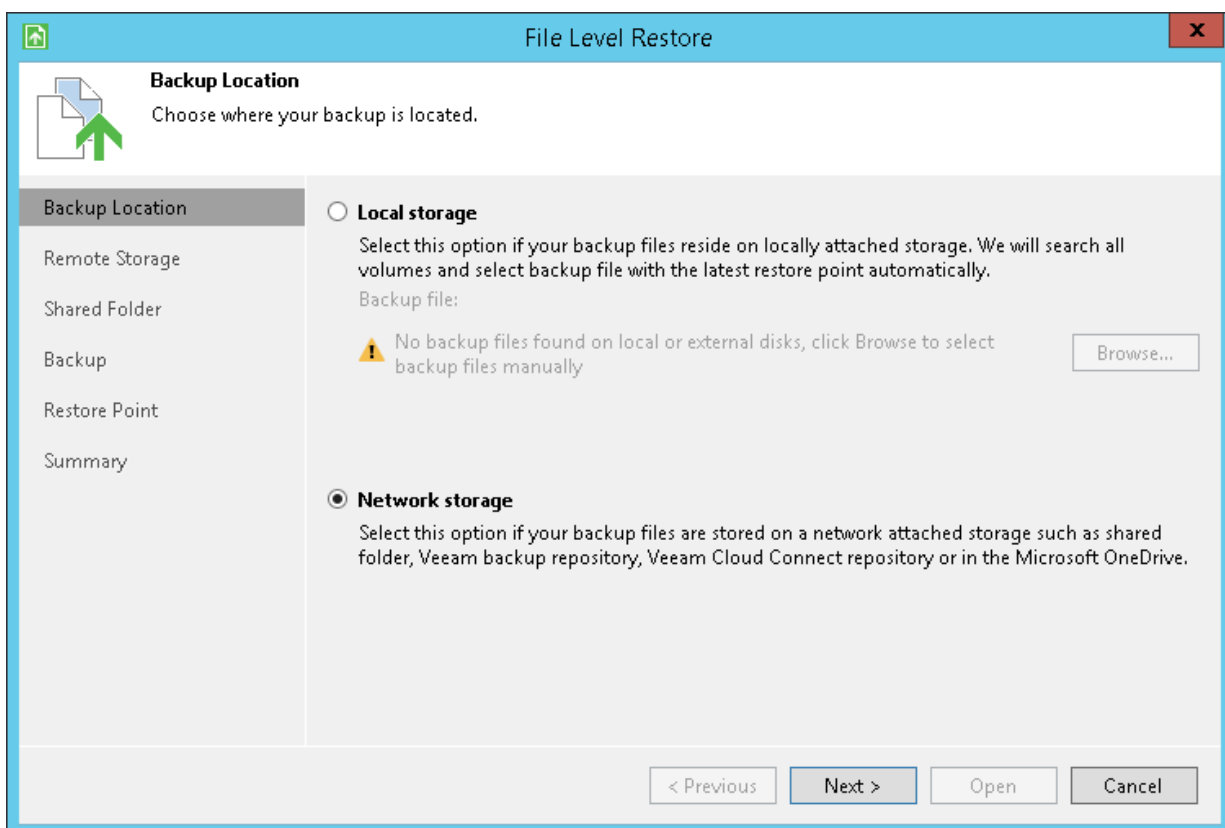 File Level Restore
x
Backup Location
Choose where your backup is located.
Backup Location
Remote Storage
Shared Folder
Backup
Restore Point
Summary
Local storage
Select this option if your backup files reside on locally attached storage. We will search all
volumes and select backup file with the latest restore point automatically.
Backup file:
No backup files found on local or external disks, click Browse to select
backup files manually
Browse...
Network storage
Select this option if your backup files are stored on a network attached storage such as shared
folder, Veeam backup repository, Veeam Cloud Connect repository or in the Microsoft OneDrive.
< Previous
Next >
Open
Cancel